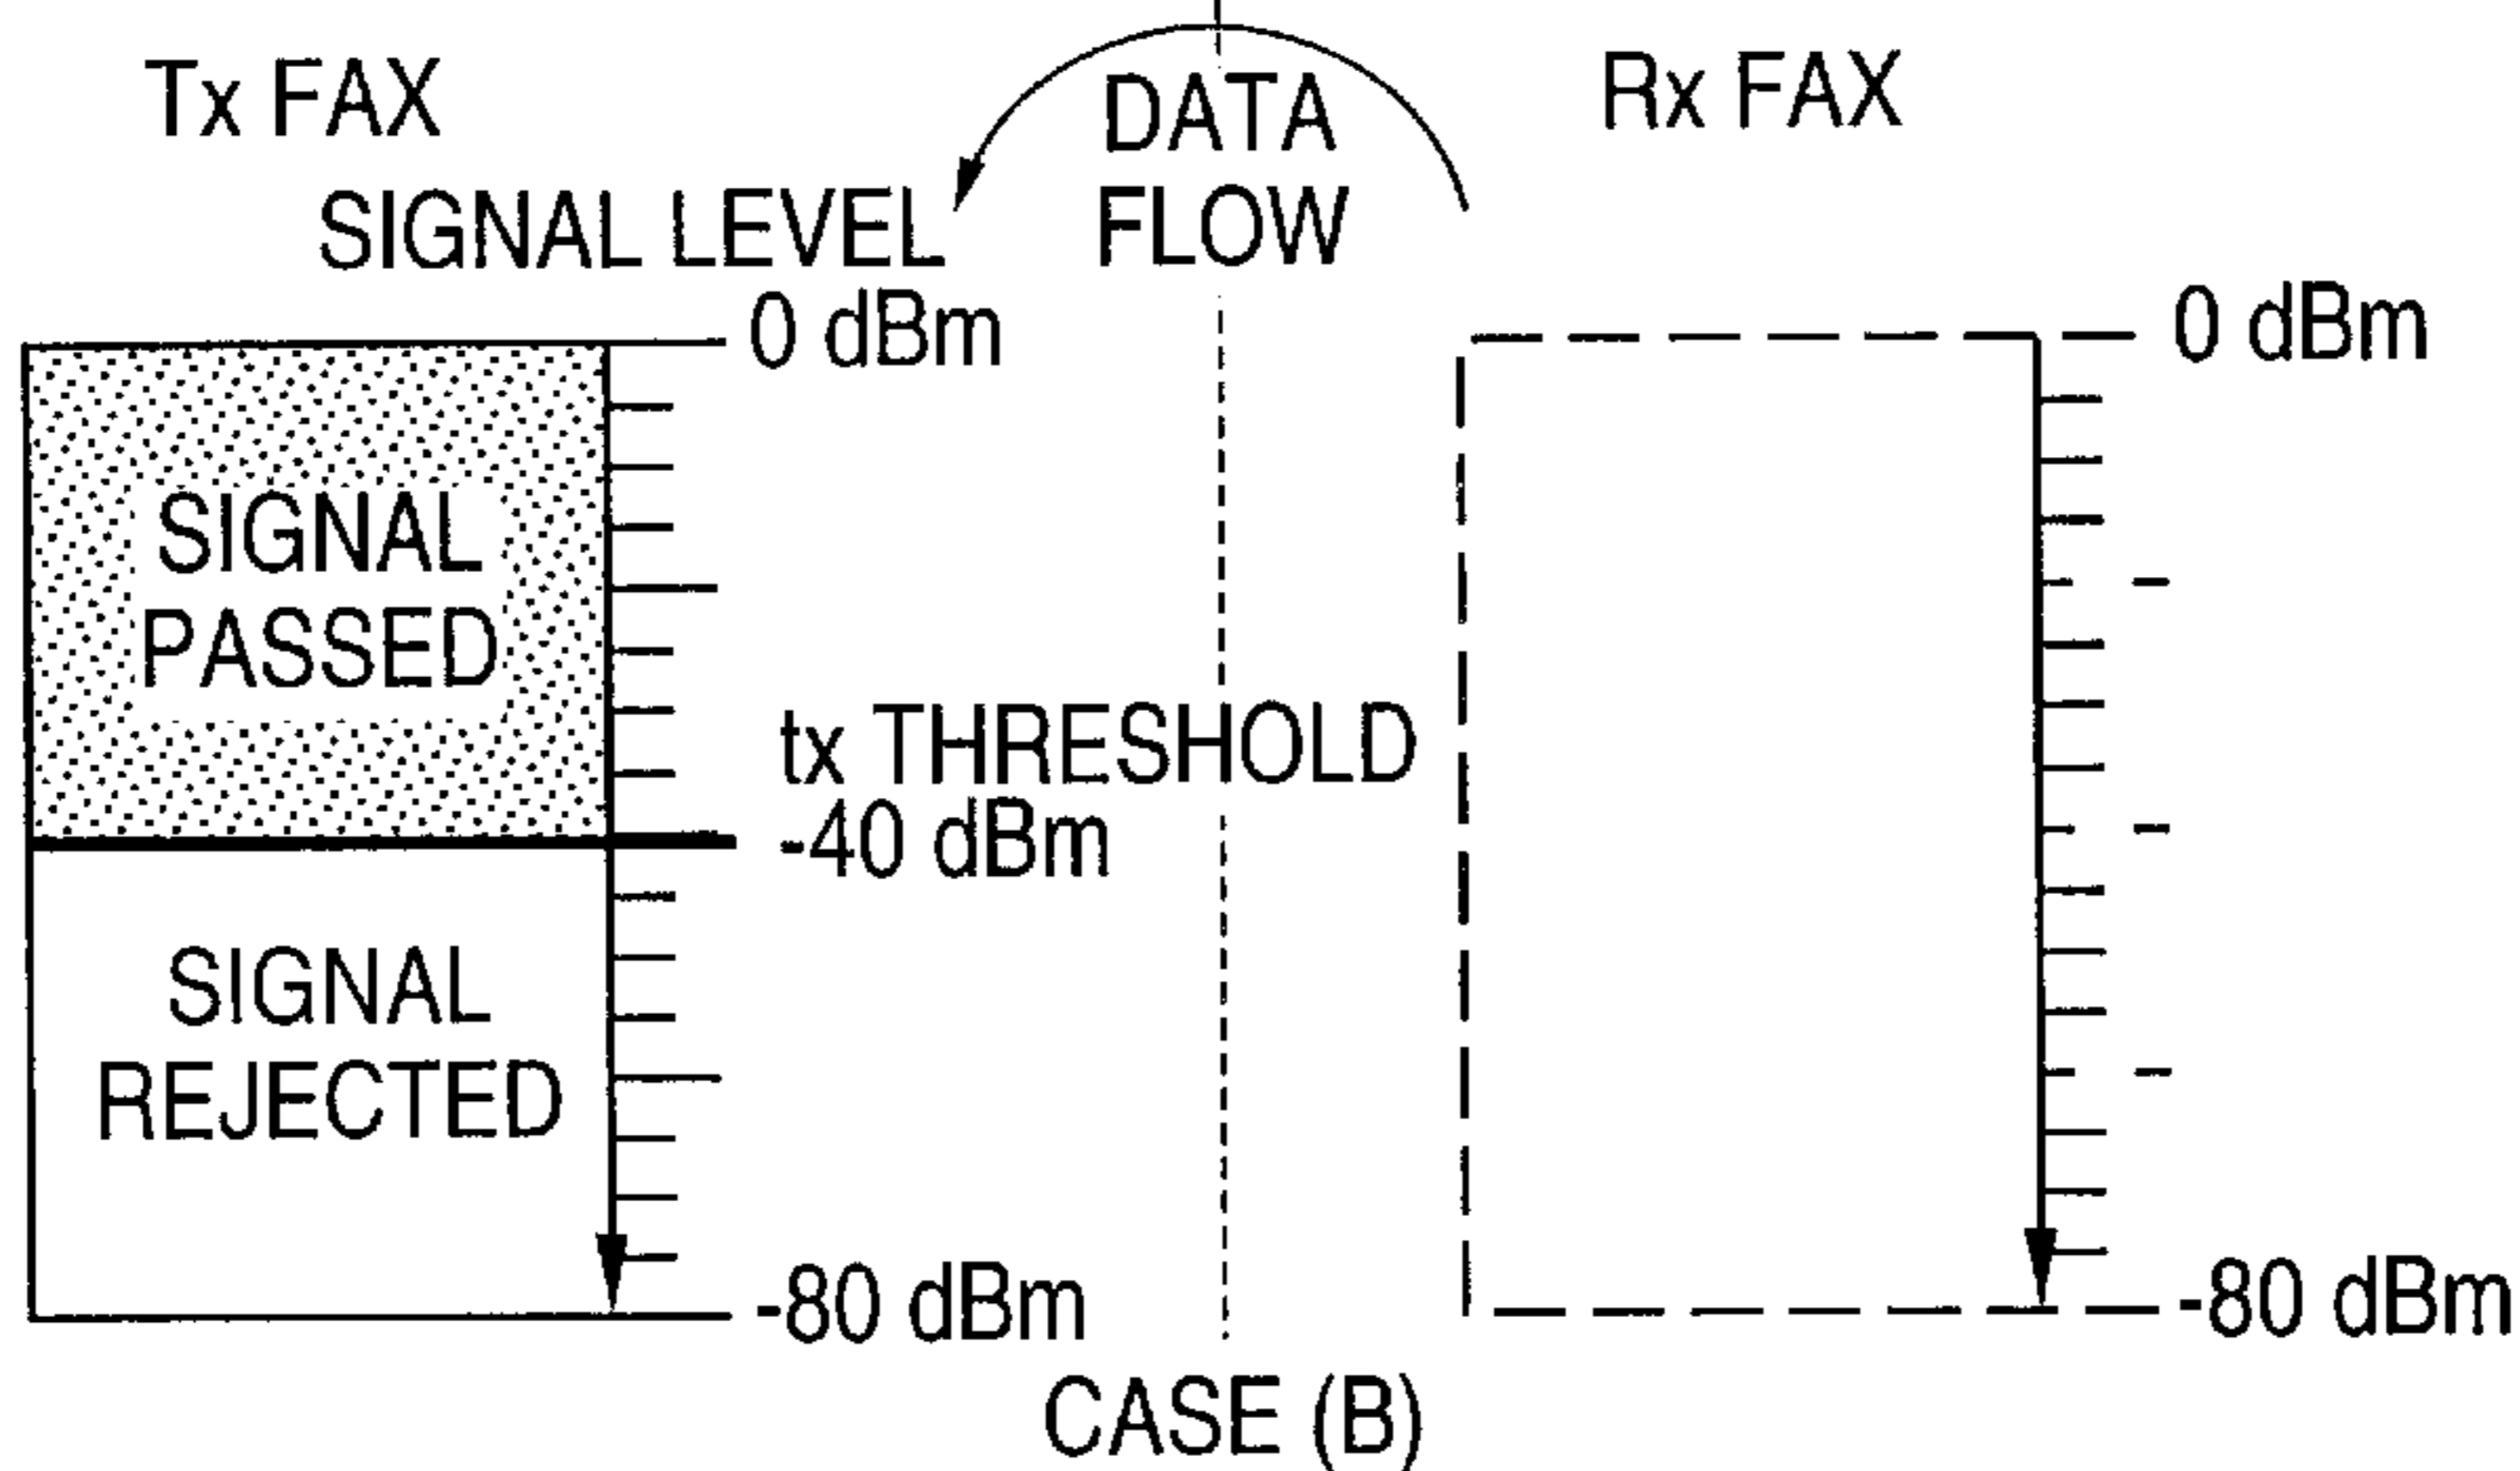 Tx FAX
DATA
FLOW
Rx FAX
SIGNAL LEVEL
0 dBm
0 dBm
SIGNAL
PASSED
tx THRESHOLD
-40 dBm
SIGNAL
REJECTED
-80 dBm
-80 dBm
CASE (B)